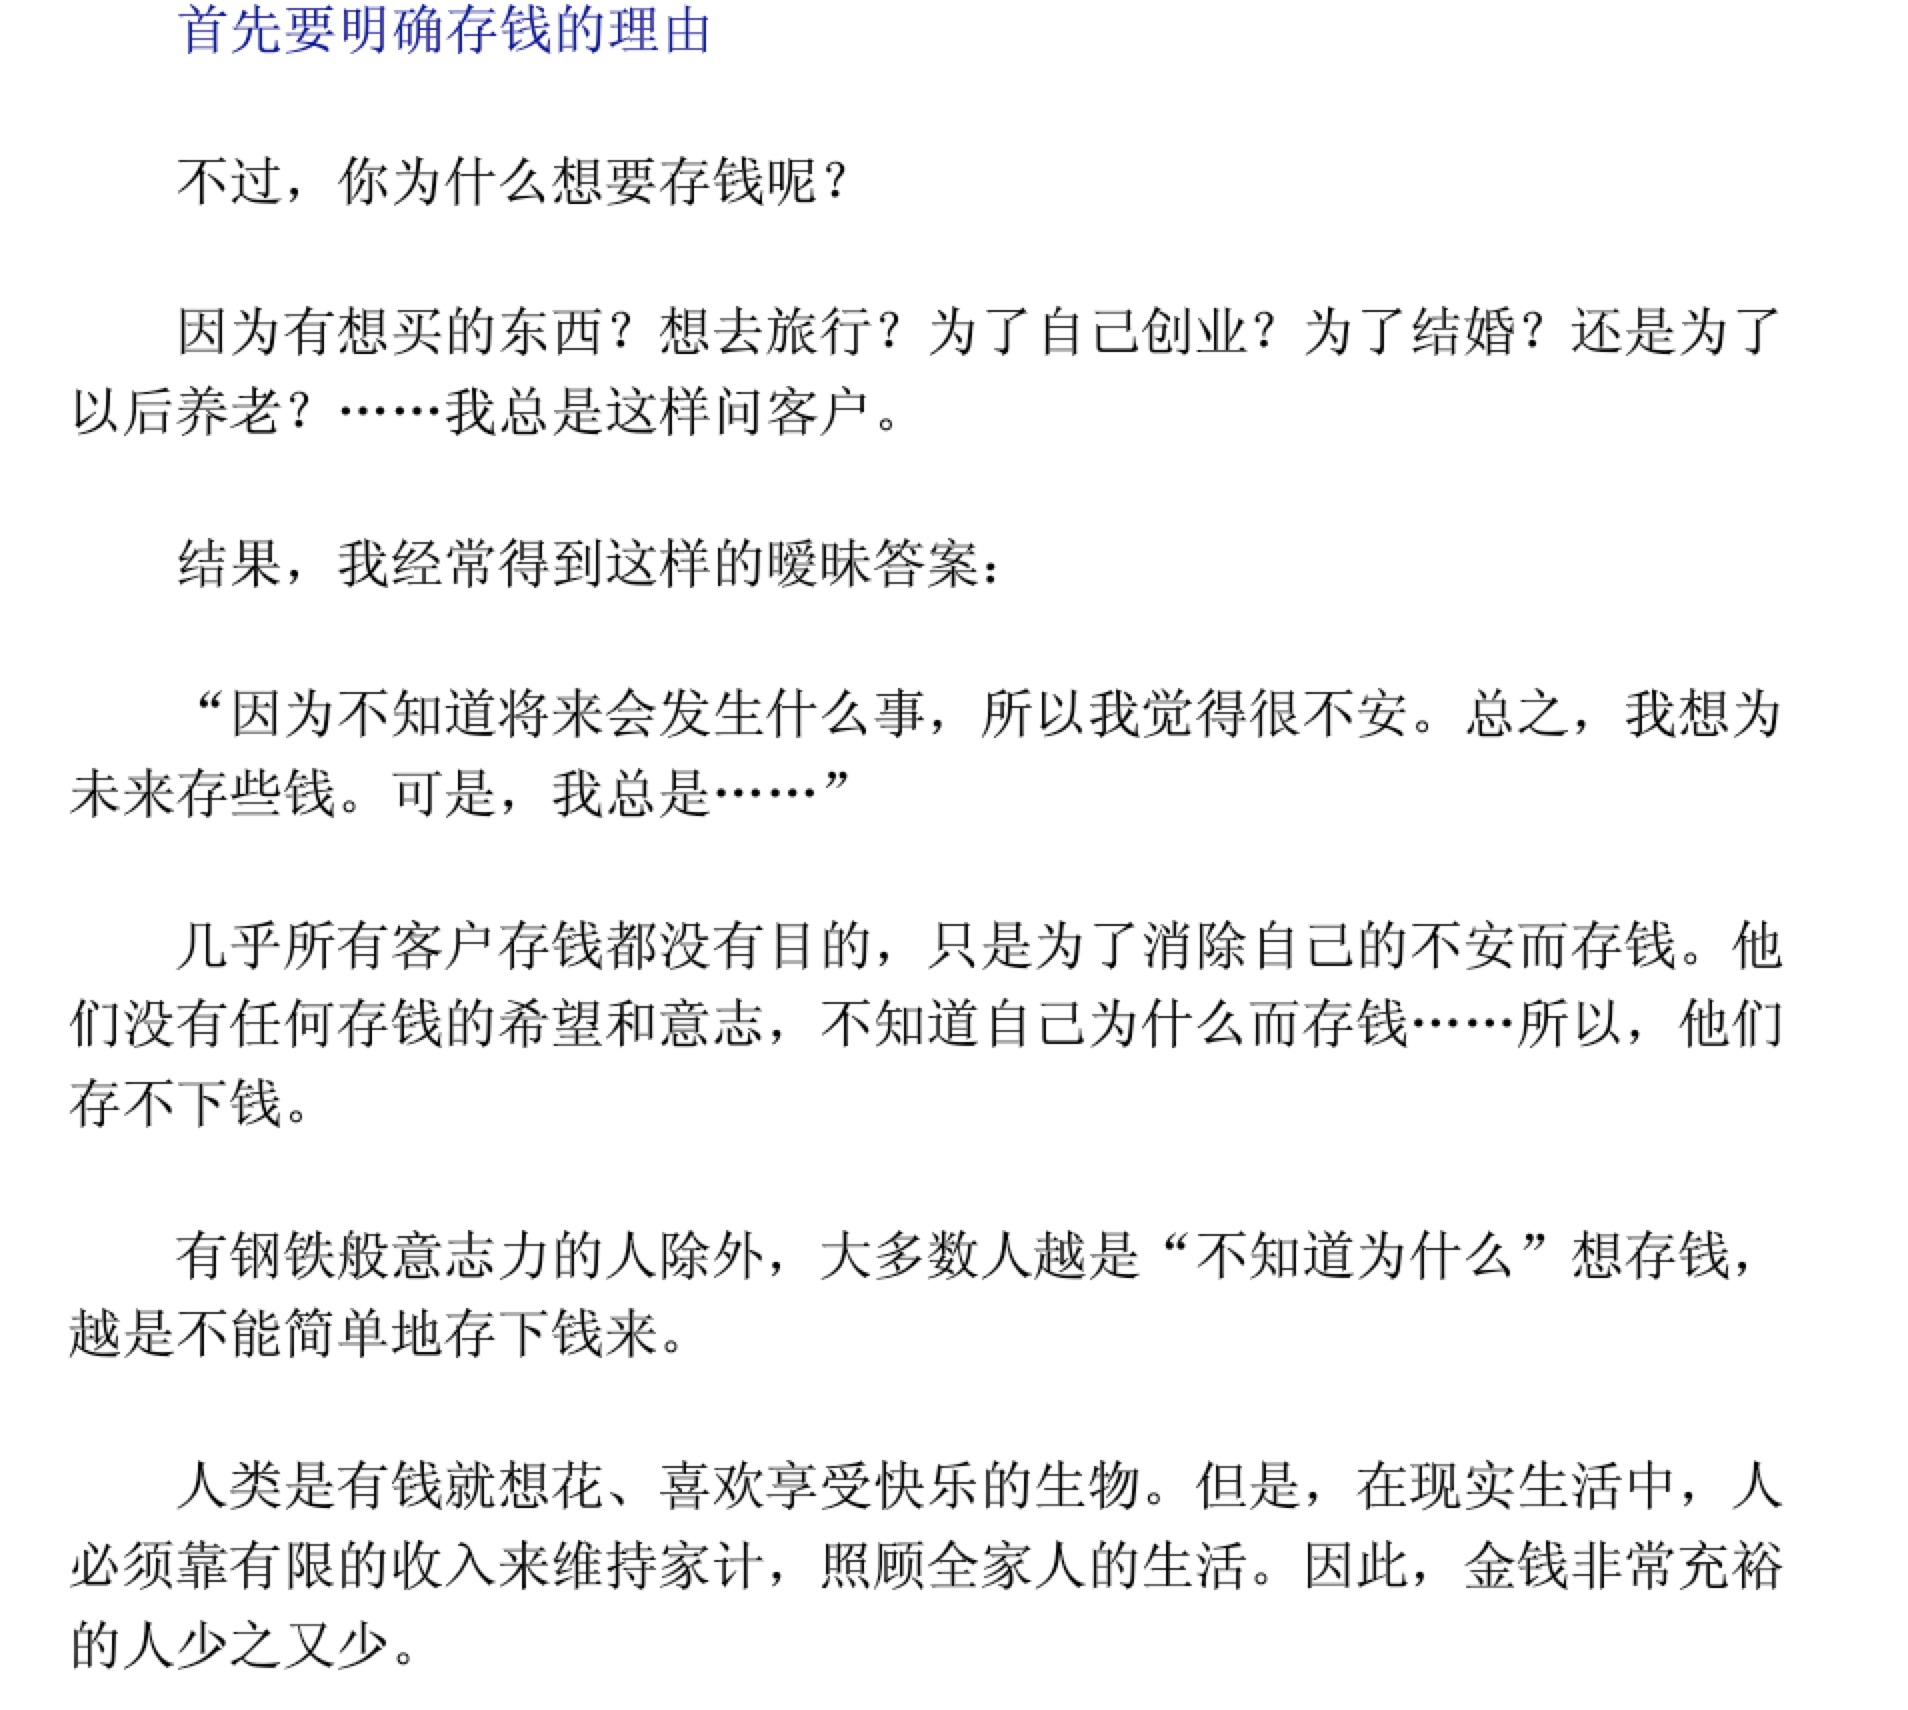 首先要明确存钱的理由
不过，你为什么想要存钱呢？
因为有想买的东西？想去旅行？为了自己创业？为了结婚？还是为了
以后养老？……我总是这样问客户。
结果，我经常得到这样的暧昧答案：
“因为不知道将来会发生什么事，所以我觉得很不安。总之，我想为
未来存些钱。可是，我总是……”
几乎所有客户存钱都没有目的，只是为了消除自己的不安而存钱。他
们没有任何存钱的希望和意志，不知道自己为什么而存钱……所以，他们
存不下钱。
有钢铁般意志力的人除外，大多数人越是“不知道为什么”想存钱，
越是不能简单地存下钱来。
人类是有钱就想花、喜欢享受快乐的生物。但是，在现实生活中，人
必须靠有限的收入来维持家计，照顾全家人的生活。因此，金钱非常充裕
的人少之又少。